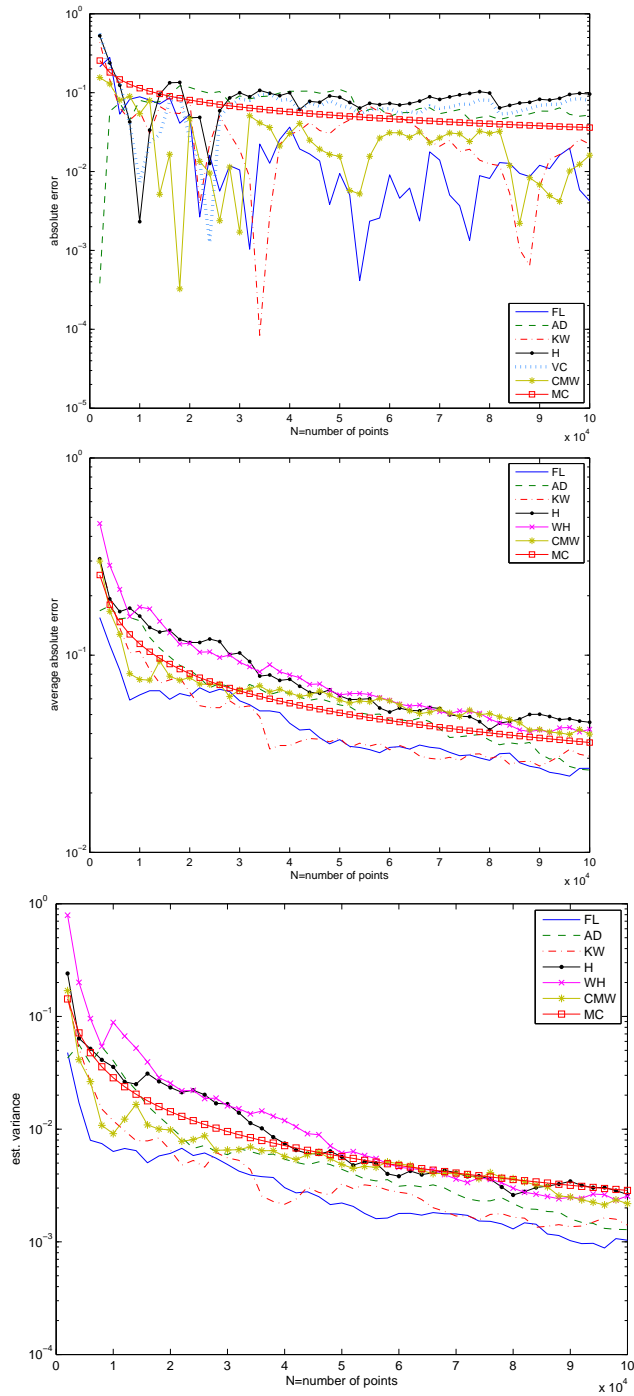 10^0
10^-1
10^-2
10^-3
10^-4
10^-5
absolute error
FL
AD
KW
H
VC
CMW
MC
0 1 2 3 4 5 6 7 8 9 10
N=number of points
x 10^4
10^0
10^-1
10^-2
average absolute error
FL
AD
KW
H
WH
CMW
MC
0 1 2 3 4 5 6 7 8 9 10
N=number of points
x 10^4
10^0
10^-1
10^-2
10^-3
10^-4
est. variance
FL
AD
KW
H
WH
CMW
MC
0 1 2 3 4 5 6 7 8 9 10
N=number of points
x 10^4